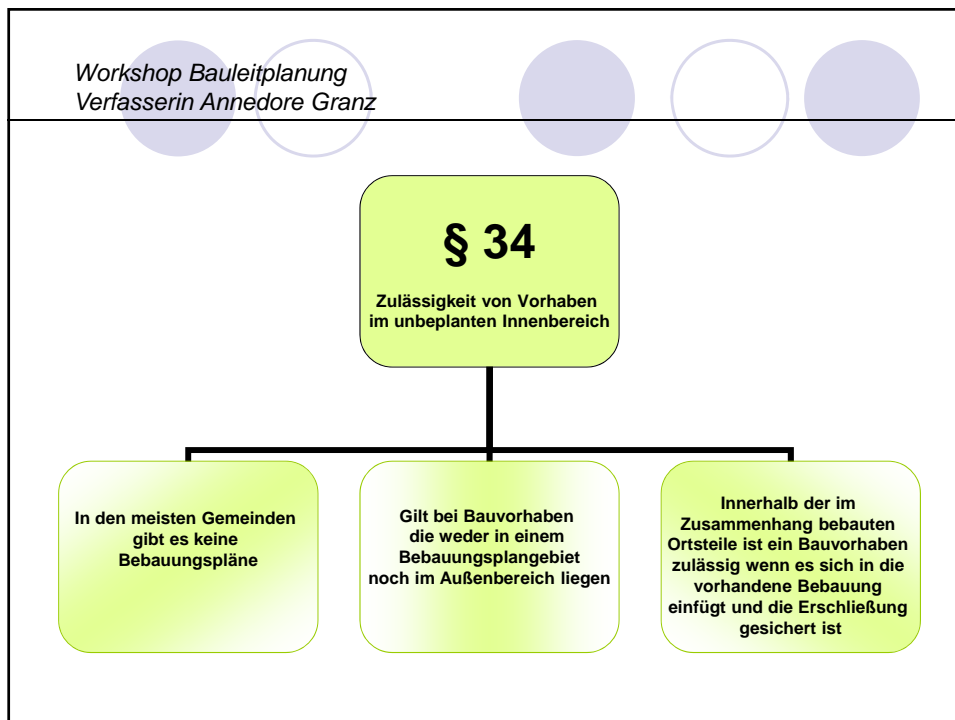 Workshop Bauleitplanung
Verfasserin Annedore Granz
§ 34
Zulässigkeit von Vorhaben
im unbeplanten Innenbereich
In den meisten Gemeinden
gibt es keine
Bebauungspläne
Gilt bei Bauvorhaben
die weder in einem
Bebauungsplangebiet
noch im Außenbereich liegen
Innerhalb der im
Zusammenhang bebauten
Ortsteile ist ein Bauvorhaben
zulässig wenn es sich in die
vorhandene Bebauung
einfügt und die Erschließung
gesichert ist